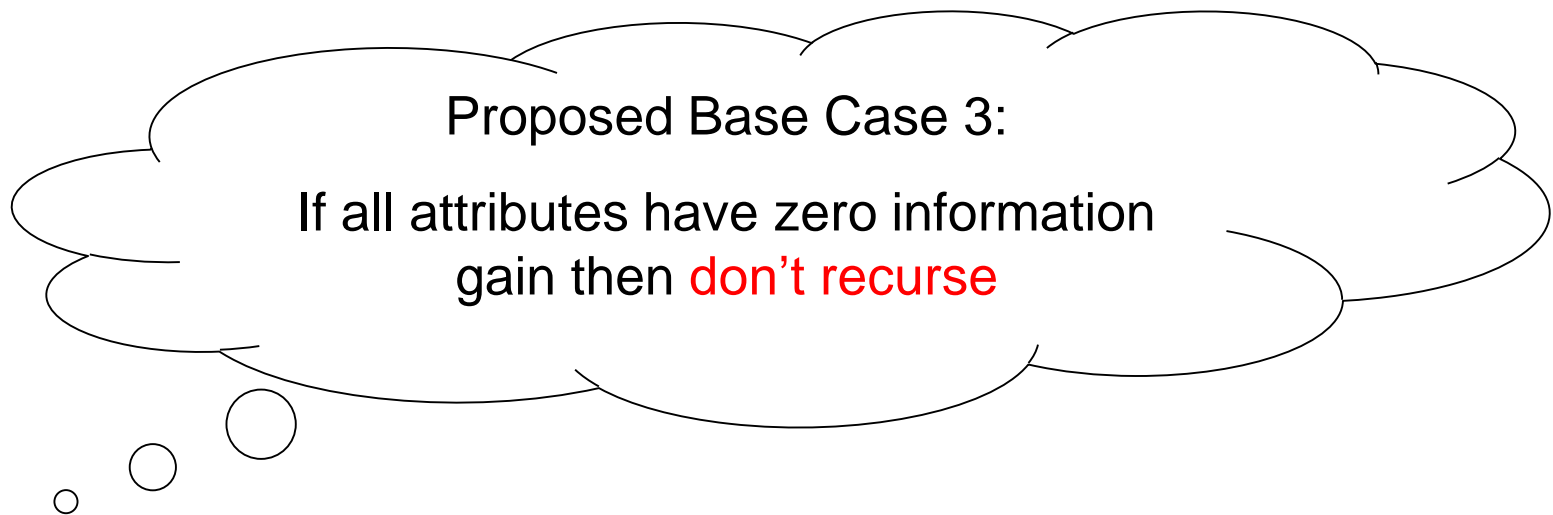 Proposed Base Case 3:
If all attributes have zero information
gain then don’t recurse